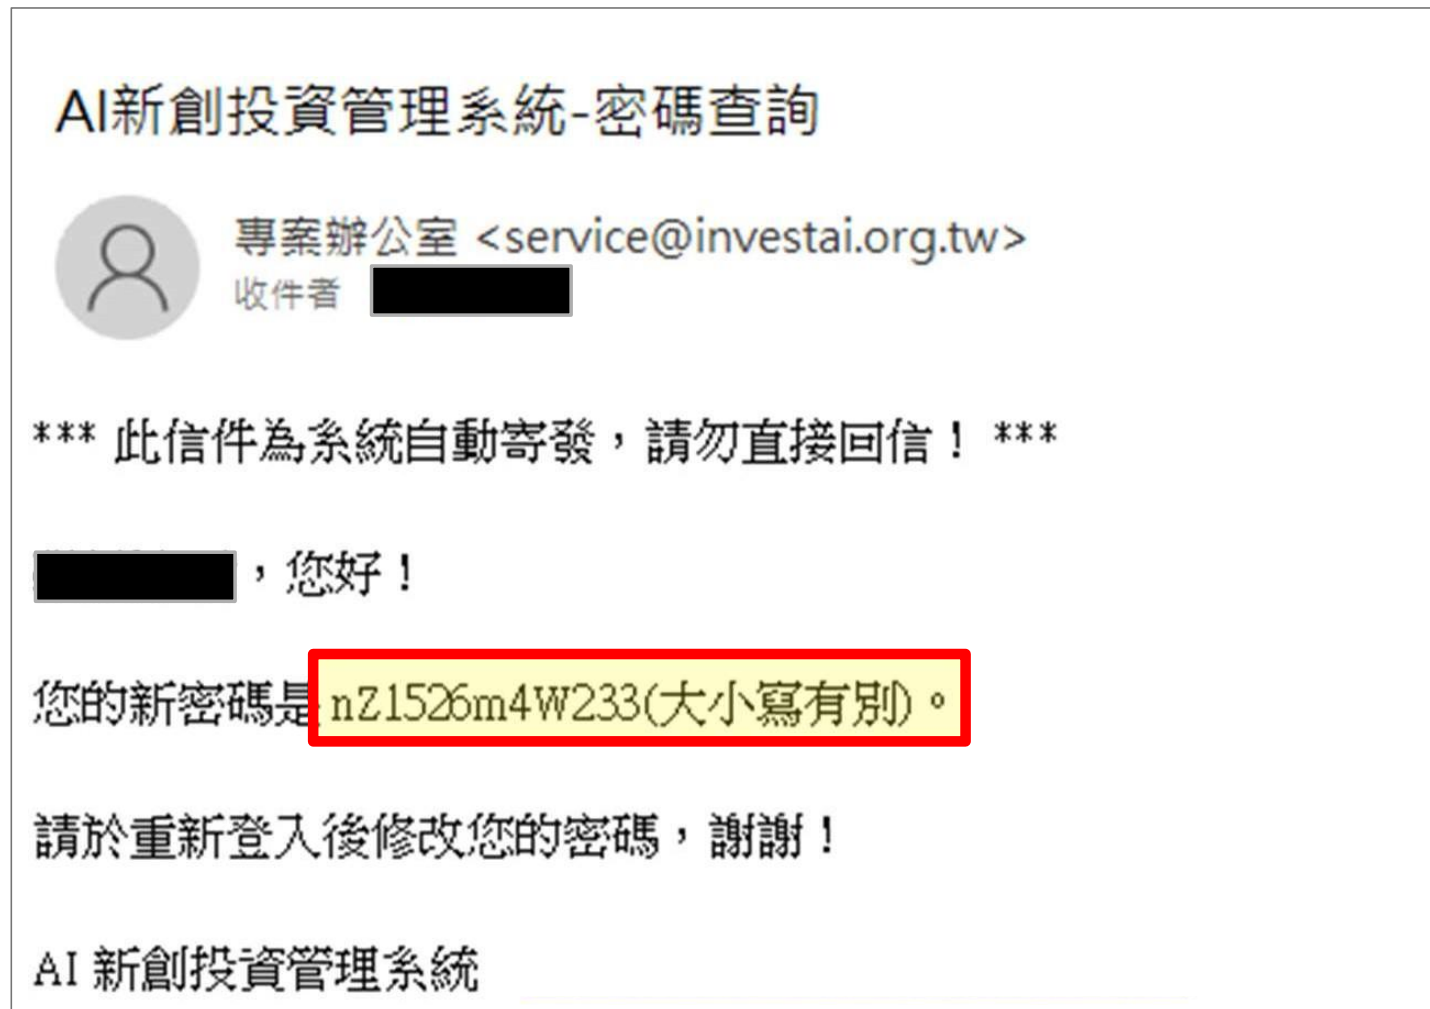 AI新創投資管理系統-密碼查詢
專案辦公室 <service@investai.org.tw>
收件者
*** 此信件為系統自動寄發，請勿直接回信！ ***
，您好！
您的新密碼是 nZ1526m4W233(大小寫有別)。
請於重新登入後修改您的密碼，謝謝！
AI 新創投資管理系統